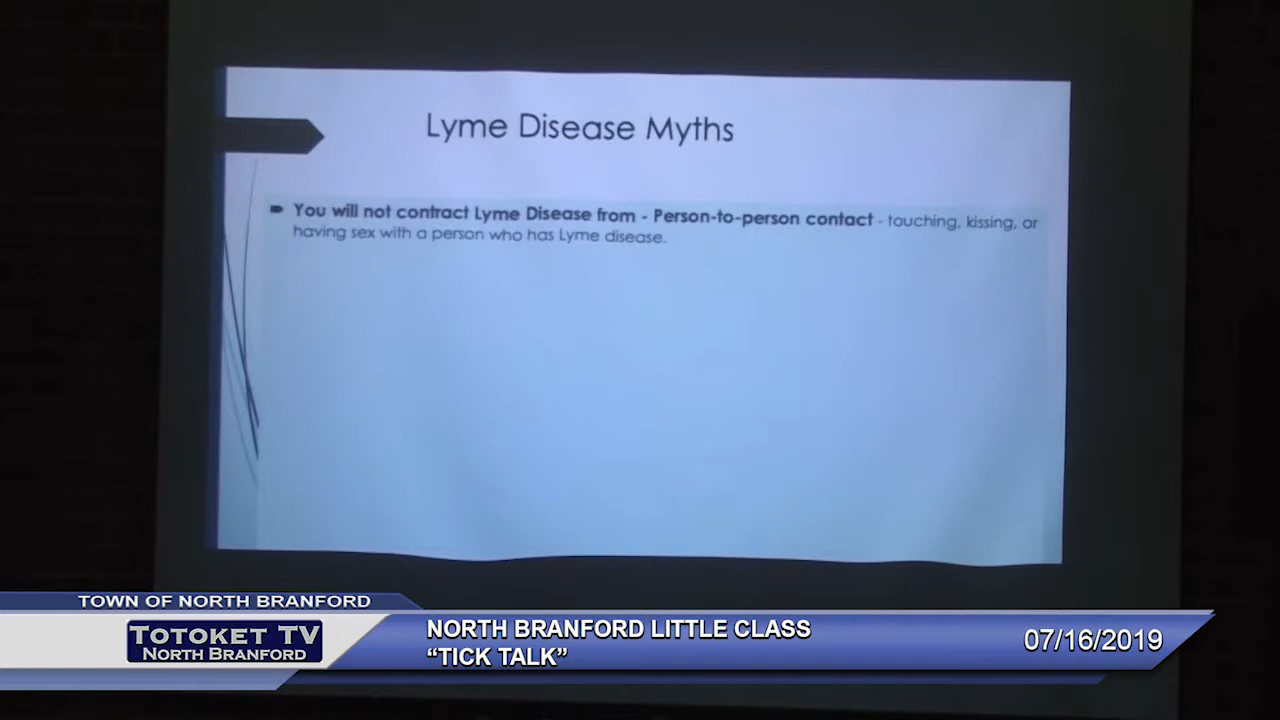 Lyme Disease Myths
You will not contract Lyme Disease from - Person-to-person contact - touching, kissing, or
having sex with a person who has Lyme disease.
TOWN OF NORTH BRANFORD
TOTOKET TV
NORTH BRANFORD
NORTH BRANFORD LITTLE CLASS
“TICK TALK”
07/16/2019